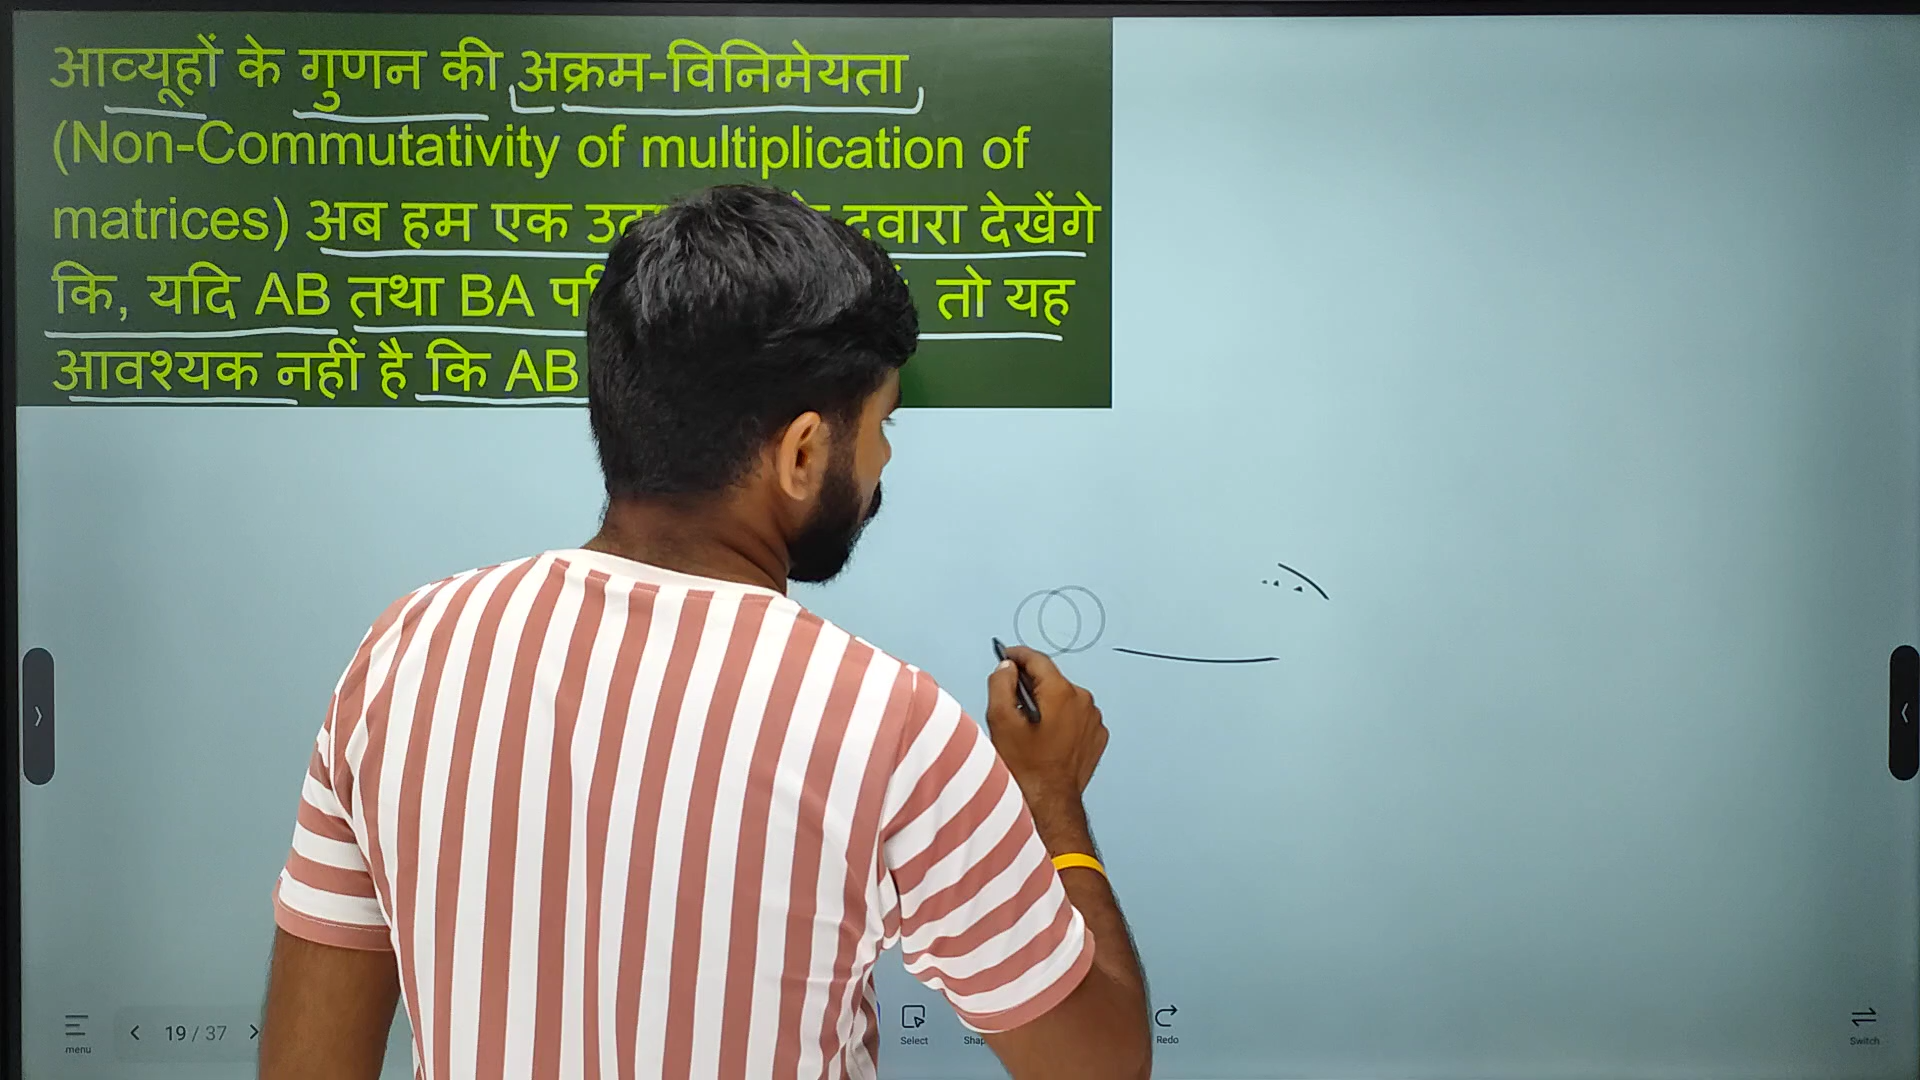 आव्यूहों के गुणन की अक्रम-विनिमेयता
(Non-Commutativity of multiplication of
matrices) अब हम एक दवारा देखेंगे
कि, यदि AB तथा BA तो यह
आवश्यक नहीं है कि AB
menu
19 / 37
Select
Redo
Switch